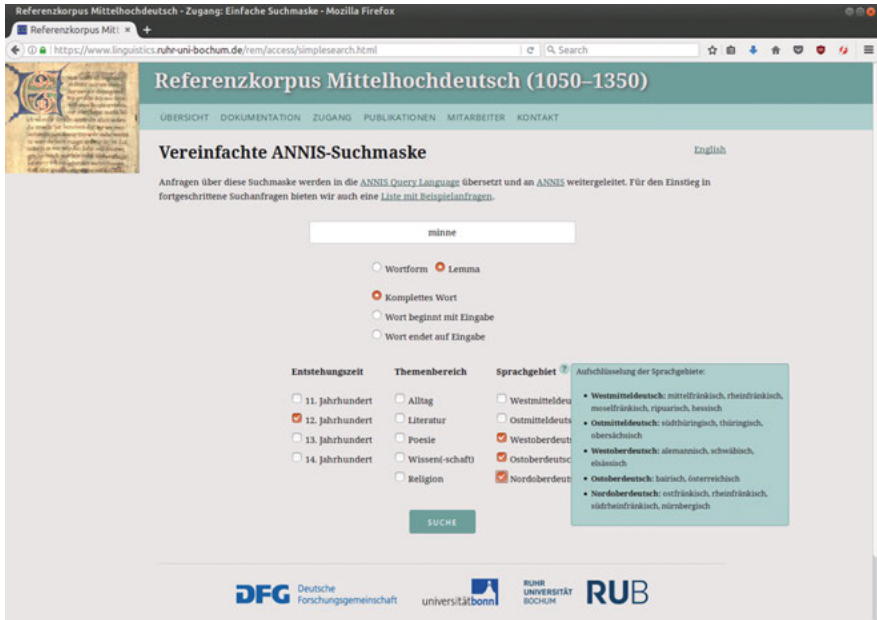 Referenzkorpus Mittelhochdeutsch - Zugang: Einfache Suchmaske - Mozilla Firefox
Referenzkorpus Mitt
https://www.linguistics.ruhr-uni-bochum.de/rem/access/simplesearch.html
Search
Referenzkorpus Mittelhochdeutsch (1050–1350)
ÜBERSICHT DOKUMENTATION ZUGANG PUBLIKATIONEN MITARBEITER KONTAKT
Vereinfachte ANNIS-Suchmaske
English
Anfragen über diese Suchmaske werden in die ANNIS Query Language übersetzt und an ANNIS weitergeleitet. Für den Einstieg in
fortgeschrittene Suchanfragen bieten wir auch eine Liste mit Beispielanfragen.
minne
Wortform Lemma
Komplettes Wort
Wort beginnt mit Eingabe
Wort endet auf Eingabe
Entstehungszeit
11. Jahrhundert
12. Jahrhundert
13. Jahrhundert
14. Jahrhundert
Themenbereich
Alltag
Literatur
Poesie
Wissen(-schaft)
Religion
Sprachgebiet ?
Westmitteldeu
Ostmitteldeuts
Westoberdeuts
Ostoberdeutsc
Nordoberdeuts
Aufschlüsselung der Sprachgebiete:
• Westmitteldeutsch: mittelfränkisch, rheinfränkisch,
moselfränkisch, ripuarisch, hessisch
• Ostmitteldeutsch: südthüringisch, thüringisch,
obersächsisch
• Westoberdeutsch: alemannisch, schwäbisch,
elsässisch
• Ostoberdeutsch: bairisch, österreichisch
• Nordoberdeutsch: ostfränkisch, rheinfränkisch,
südrheinfränkisch, nürnbergisch
SUCHE
DFG Deutsche
Forschungsgemeinschaft
universitätbonn
RUHR
UNIVERSITÄT
BOCHUM
RUB